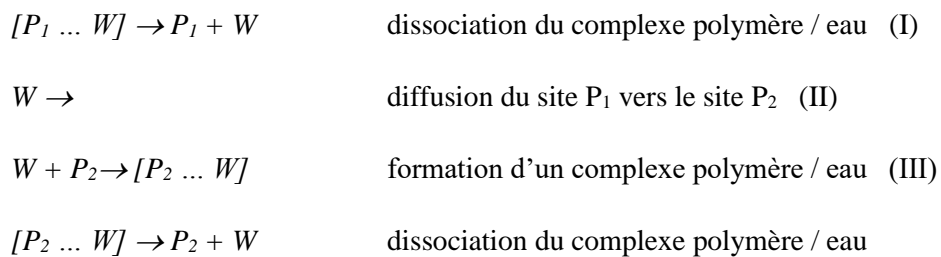 [P₁ ... W] → P₁ + W dissociation du complexe polymère / eau (I)
W → diffusion du site P₁ vers le site P₂ (II)
W + P₂→ [P₂ ... W] formation d'un complexe polymère / eau (III)
[P₂ ... W] → P₂ + W dissociation du complexe polymère / eau